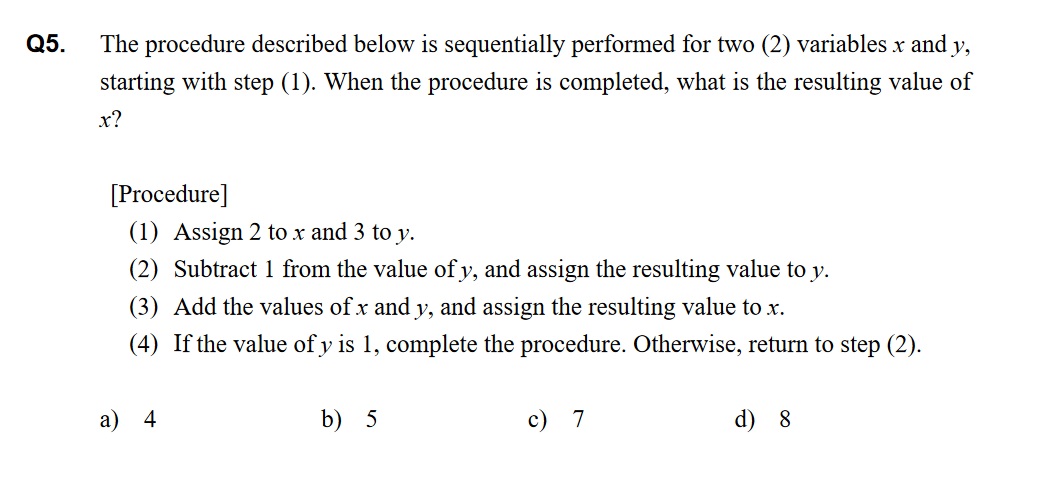 Q5. The procedure described below is sequentially performed for two (2) variables x and y,
starting with step (1). When the procedure is completed, what is the resulting value of
x?
[Procedure]
(1) Assign 2 to x and 3 to y.
(2) Subtract 1 from the value of y, and assign the resulting value to y.
(3) Add the values of x and y, and assign the resulting value to x.
(4) If the value of y is 1, complete the procedure. Otherwise, return to step (2).
a) 4 b) 5 c) 7 d) 8